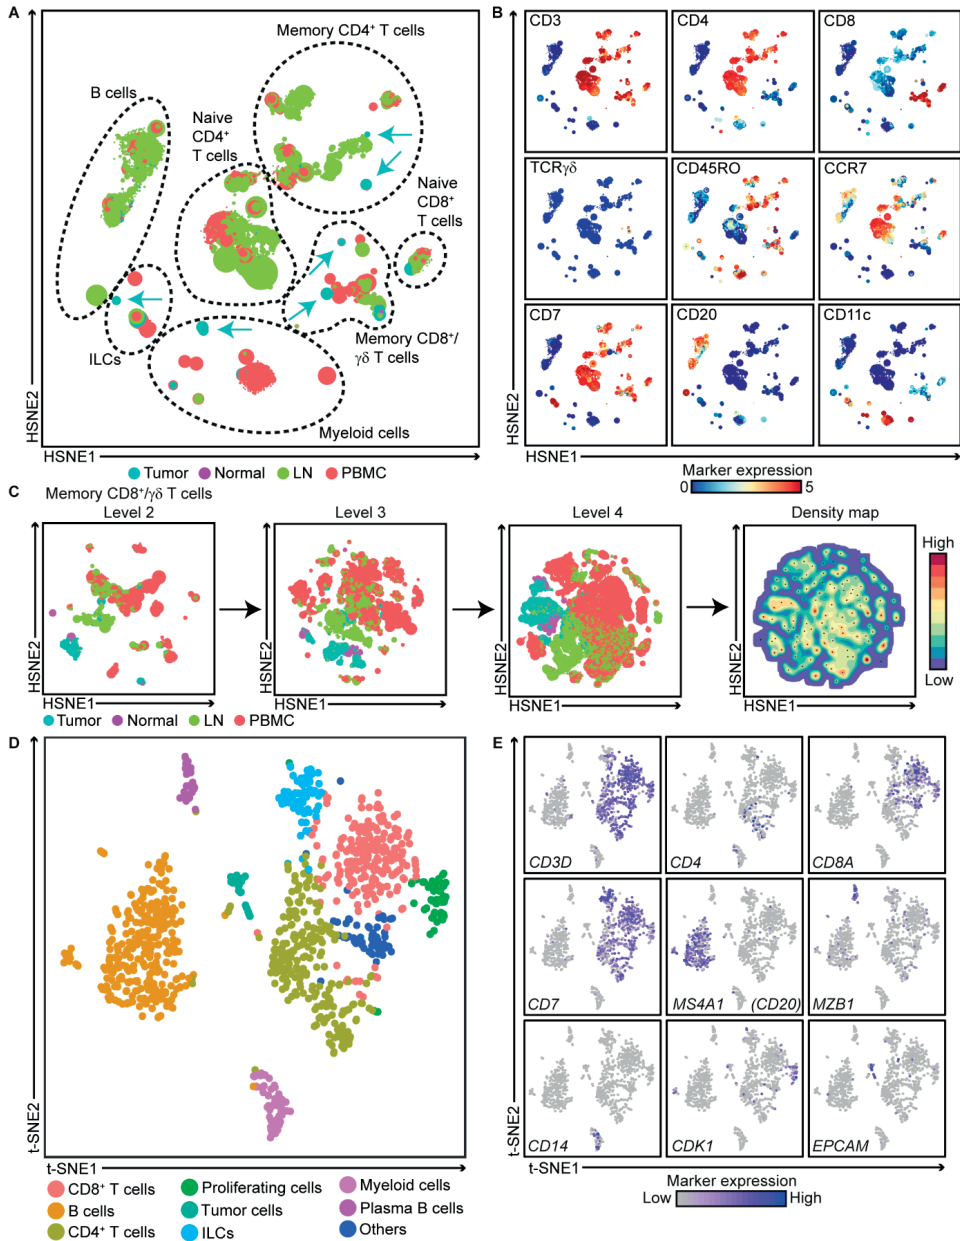 A
HSNE2
Memory CD4⁺ T cells
B cells
Naive
CD4⁺
T cells
Naive
CD8⁺
T cells
ILCs
Memory CD8⁺/
γδ T cells
Myeloid cells
HSNE1
Tumor Normal LN PBMC
B
HSNE2
CD3 CD4 CD8
TCRγδ CD45RO CCR7
CD7 CD20 CD11c
HSNE1
Marker expression
0 5
C Memory CD8⁺/γδ T cells
Level 2 Level 3 Level 4 Density map
HSNE2 HSNE2 HSNE2 HSNE2
High
Low
HSNE1 HSNE1 HSNE1 HSNE1
Tumor Normal LN PBMC
D
t-SNE2
t-SNE1
CD8⁺ T cells Proliferating cells Myeloid cells
B cells Tumor cells Plasma B cells
CD4⁺ T cells ILCs Others
E
t-SNE2
CD3D CD4 CD8A
CD7 MS4A1 (CD20) MZB1
CD14 CDK1 EPCAM
t-SNE1
Marker expression
Low High